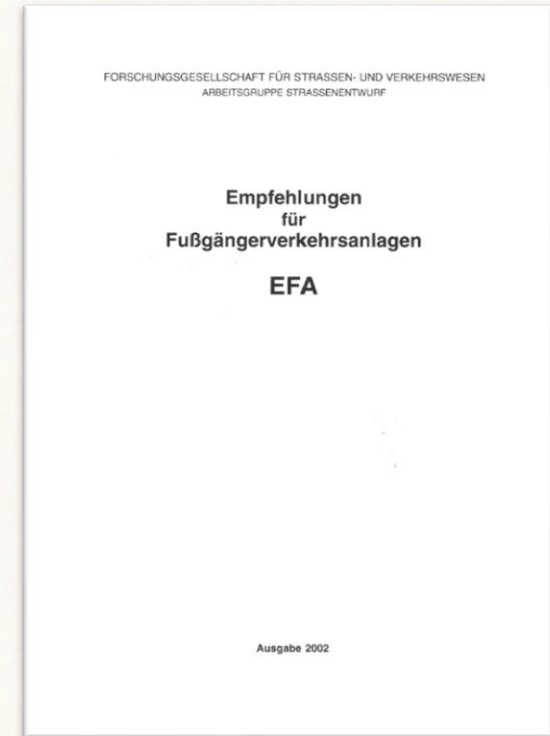 FORSCHUNGSGESELLSCHAFT FÜR STRASSEN- UND VERKEHRSWESEN
ARBEITSGRUPPE STRASSENENTWURF
Empfehlungen
für
Fußgängerverkehrsanlagen
EFA
Ausgabe 2002